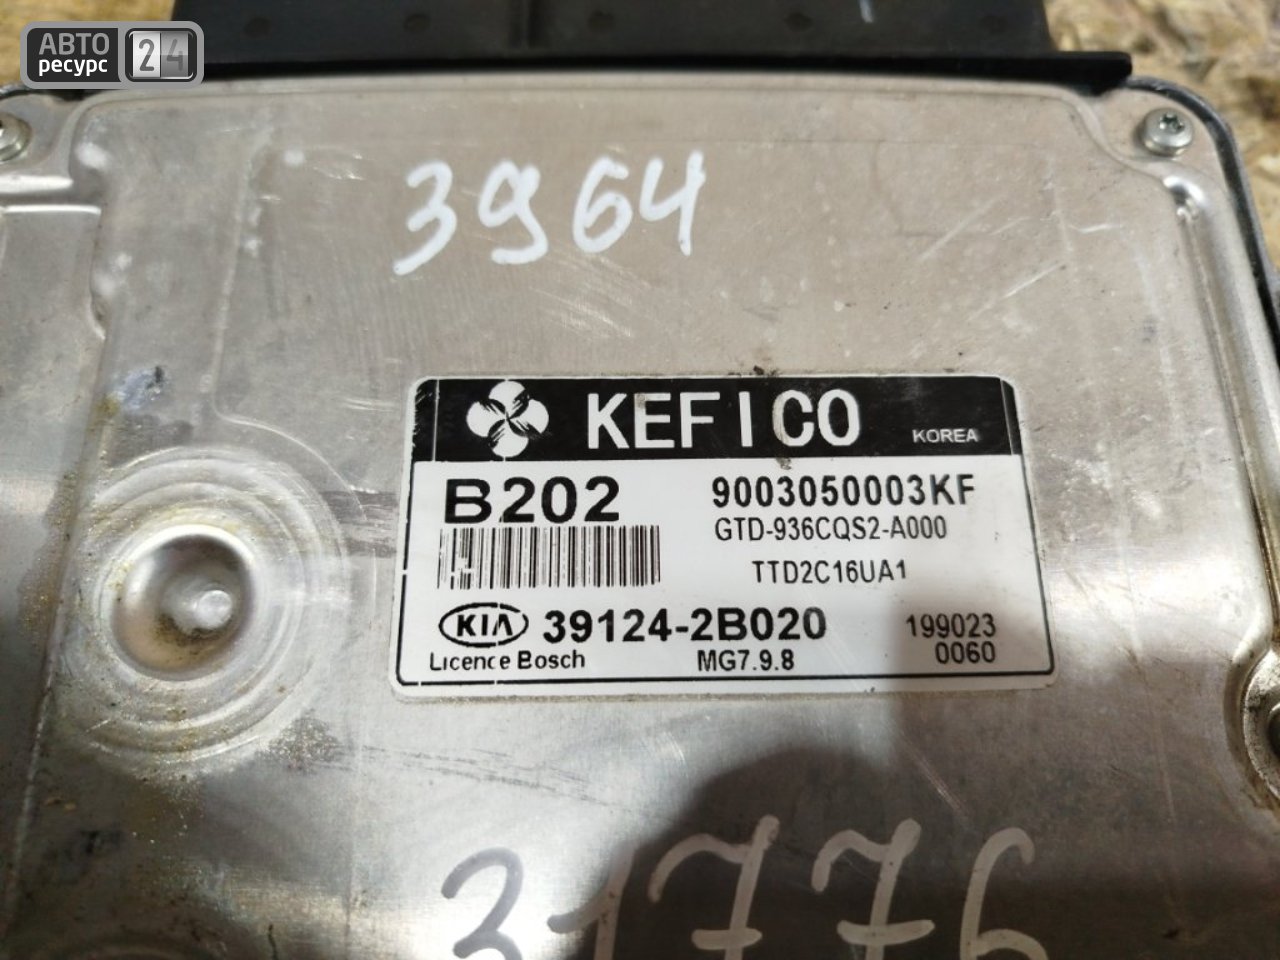 АВТО
ресурс 24
3964
KEFICO KOREA
B202 9003050003KF
GTD-936CQS2-A000
TTD2C16UA1
KIA 39124-2B020 199023
Licence Bosch MG7.9.8 0060
31776